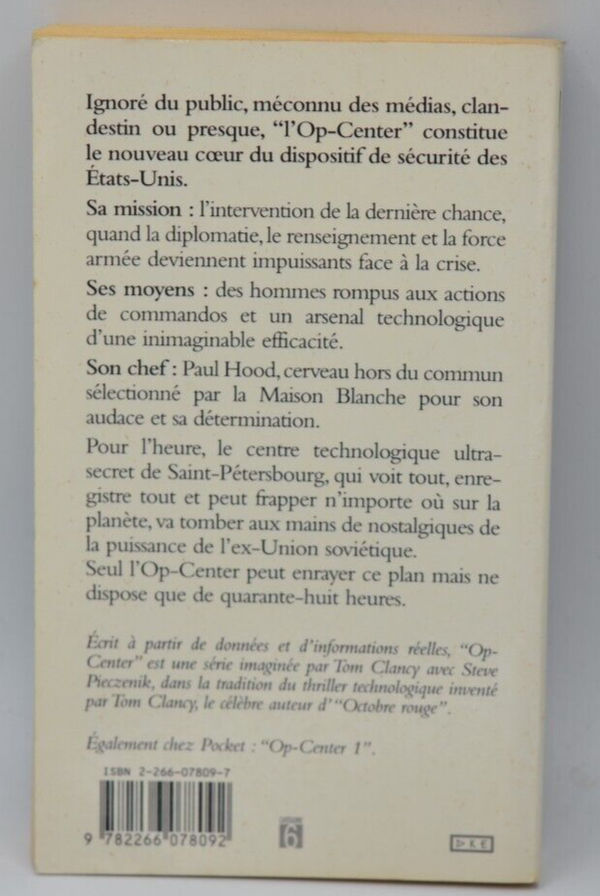 Ignoré du public, méconnu des médias, clan-
destin ou presque, “l’Op-Center” constitue
le nouveau cœur du dispositif de sécurité des
États-Unis.
Sa mission : l’intervention de la dernière chance,
quand la diplomatie, le renseignement et la force
armée deviennent impuissants face à la crise.
Ses moyens : des hommes rompus aux actions
de commandos et un arsenal technologique
d’une inimaginable efficacité.
Son chef : Paul Hood, cerveau hors du commun
sélectionné par la Maison Blanche pour son
audace et sa détermination.
Pour l’heure, le centre technologique ultra-
secret de Saint-Pétersbourg, qui voit tout, enre-
gistre tout et peut frapper n’importe où sur la
planète, va tomber aux mains de nostalgiques de
la puissance de l’ex-Union soviétique.
Seul l’Op-Center peut enrayer ce plan mais ne
dispose que de quarante-huit heures.
Écrit à partir de données et d’informations réelles, “Op-
Center” est une série imaginée par Tom Clancy avec Steve
Pieczenik, dans la tradition du thriller technologique inventé
par Tom Clancy, le célèbre auteur d’“Octobre rouge”.
Également chez Pocket : “Op-Center 1”.
ISBN 2-266-07809-7
9 782266 078092
6